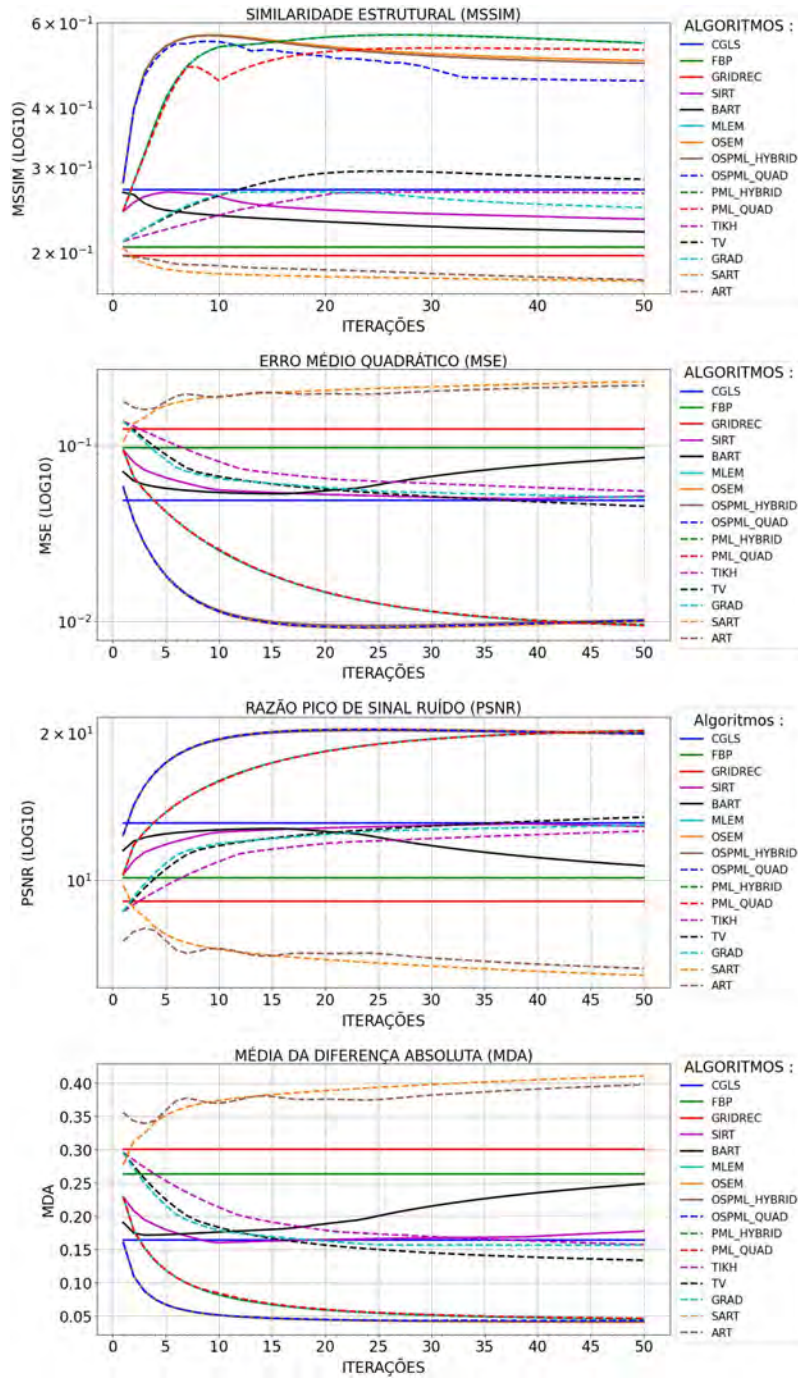 SIMILARIDADE ESTRUTURAL (MSSIM)
MSSIM (LOG10)
6 × 10⁻¹
4 × 10⁻¹
3 × 10⁻¹
2 × 10⁻¹
0 5 10 15 20 25 30 35 40 45 50
ITERAÇÕES
ALGORITMOS :
CGLS
FBP
GRIDREC
SIRT
BART
MLEM
OSEM
OSPML_HYBRID
OSPML_QUAD
PML_HYBRID
PML_QUAD
TIKH
TV
GRAD
SART
ART
ERRO MÉDIO QUADRÁTICO (MSE)
MSE (LOG10)
10⁻¹
10⁻²
0 5 10 15 20 25 30 35 40 45 50
ITERAÇÕES
ALGORITMOS :
CGLS
FBP
GRIDREC
SIRT
BART
MLEM
OSEM
OSPML_HYBRID
OSPML_QUAD
PML_HYBRID
PML_QUAD
TIKH
TV
GRAD
SART
ART
RAZÃO PICO DE SINAL RUÍDO (PSNR)
PSNR (LOG10)
2 × 10¹
10¹
0 5 10 15 20 25 30 35 40 45 50
ITERAÇÕES
Algoritmos :
CGLS
FBP
GRIDREC
SIRT
BART
MLEM
OSEM
OSPML_HYBRID
OSPML_QUAD
PML_HYBRID
PML_QUAD
TIKH
TV
GRAD
SART
ART
MÉDIA DA DIFERENÇA ABSOLUTA (MDA)
MDA
0.40
0.35
0.30
0.25
0.20
0.15
0.10
0.05
0 5 10 15 20 25 30 35 40 45 50
ITERAÇÕES
ALGORITMOS :
CGLS
FBP
GRIDREC
SIRT
BART
MLEM
OSEM
OSPML_HYBRID
OSPML_QUAD
PML_HYBRID
PML_QUAD
TIKH
TV
GRAD
SART
ART